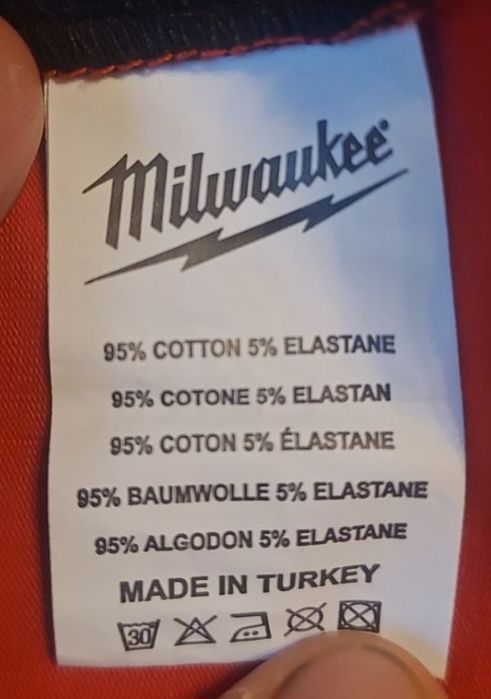 Milwaukee®
95% COTTON 5% ELASTANE
95% COTONE 5% ELASTAN
95% COTON 5% ÉLASTANE
95% BAUMWOLLE 5% ELASTANE
95% ALGODON 5% ELASTANE
MADE IN TURKEY
30